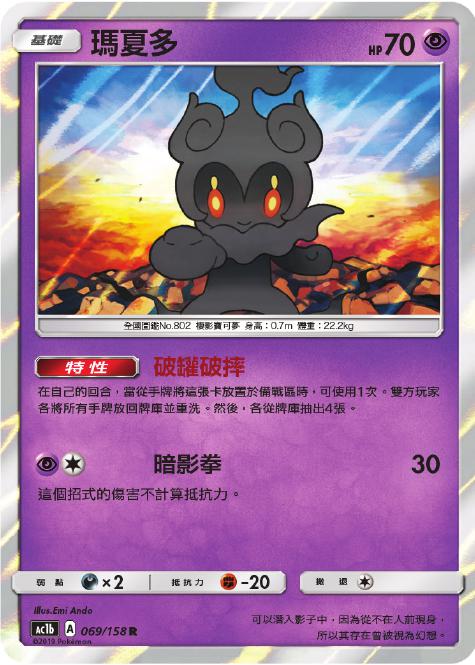 基礎 瑪夏多 HP70
全國圖鑑No.802 棲影寶可夢 身高：0.7m 體重：22.2kg
特性 破罐破摔
在自己的回合，當從手牌將這張卡放置於備戰區時，可使用1次。雙方玩家
各將所有手牌放回牌庫並重洗。然後，各從牌庫抽出4張。
暗影拳 30
這個招式的傷害不計算抵抗力。
弱點 ×2 抵抗力 -20 撤退
Illus.Emi Ando
AC1b A 069/158 R
©2019 Pokémon
可以潛入影子中，因為從不在人前現身，
所以其存在曾被視為幻想。